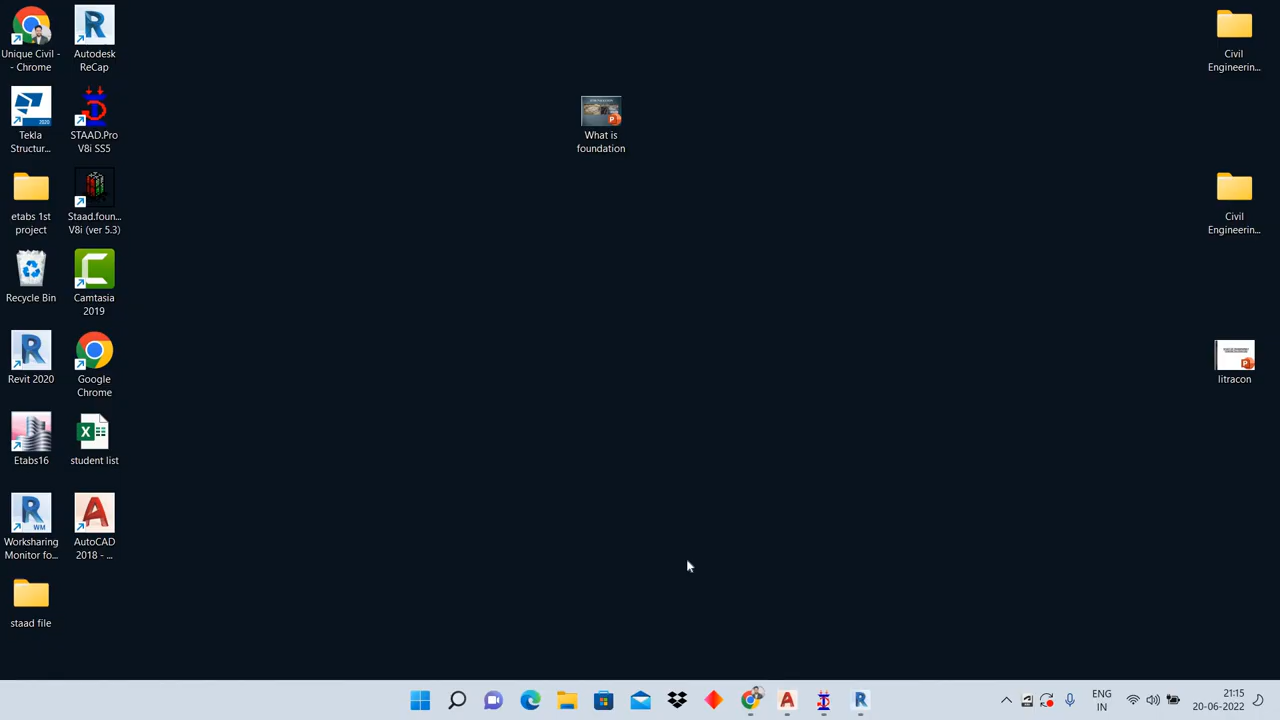 Unique Civil -
- Chrome
Autodesk
ReCap
Tekla
Structur...
STAAD.Pro
V8i SS5
etabs 1st
project
Staad.foun...
V8i (ver 5.3)
Recycle Bin
Camtasia
2019
Revit 2020
Google
Chrome
Etabs16
student list
Worksharing
Monitor fo...
AutoCAD
2018 - ...
staad file
What is
foundation
Civil
Engineerin...
Civil
Engineerin...
litracon
ENG
IN
21:15
20-06-2022